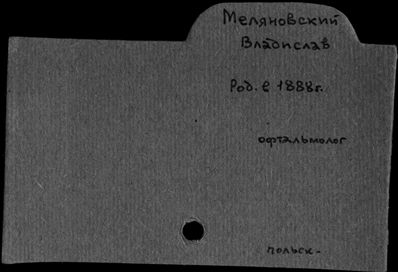 Меляновский
Владислав
Род. в 1888г.
офтальмолог
польск.